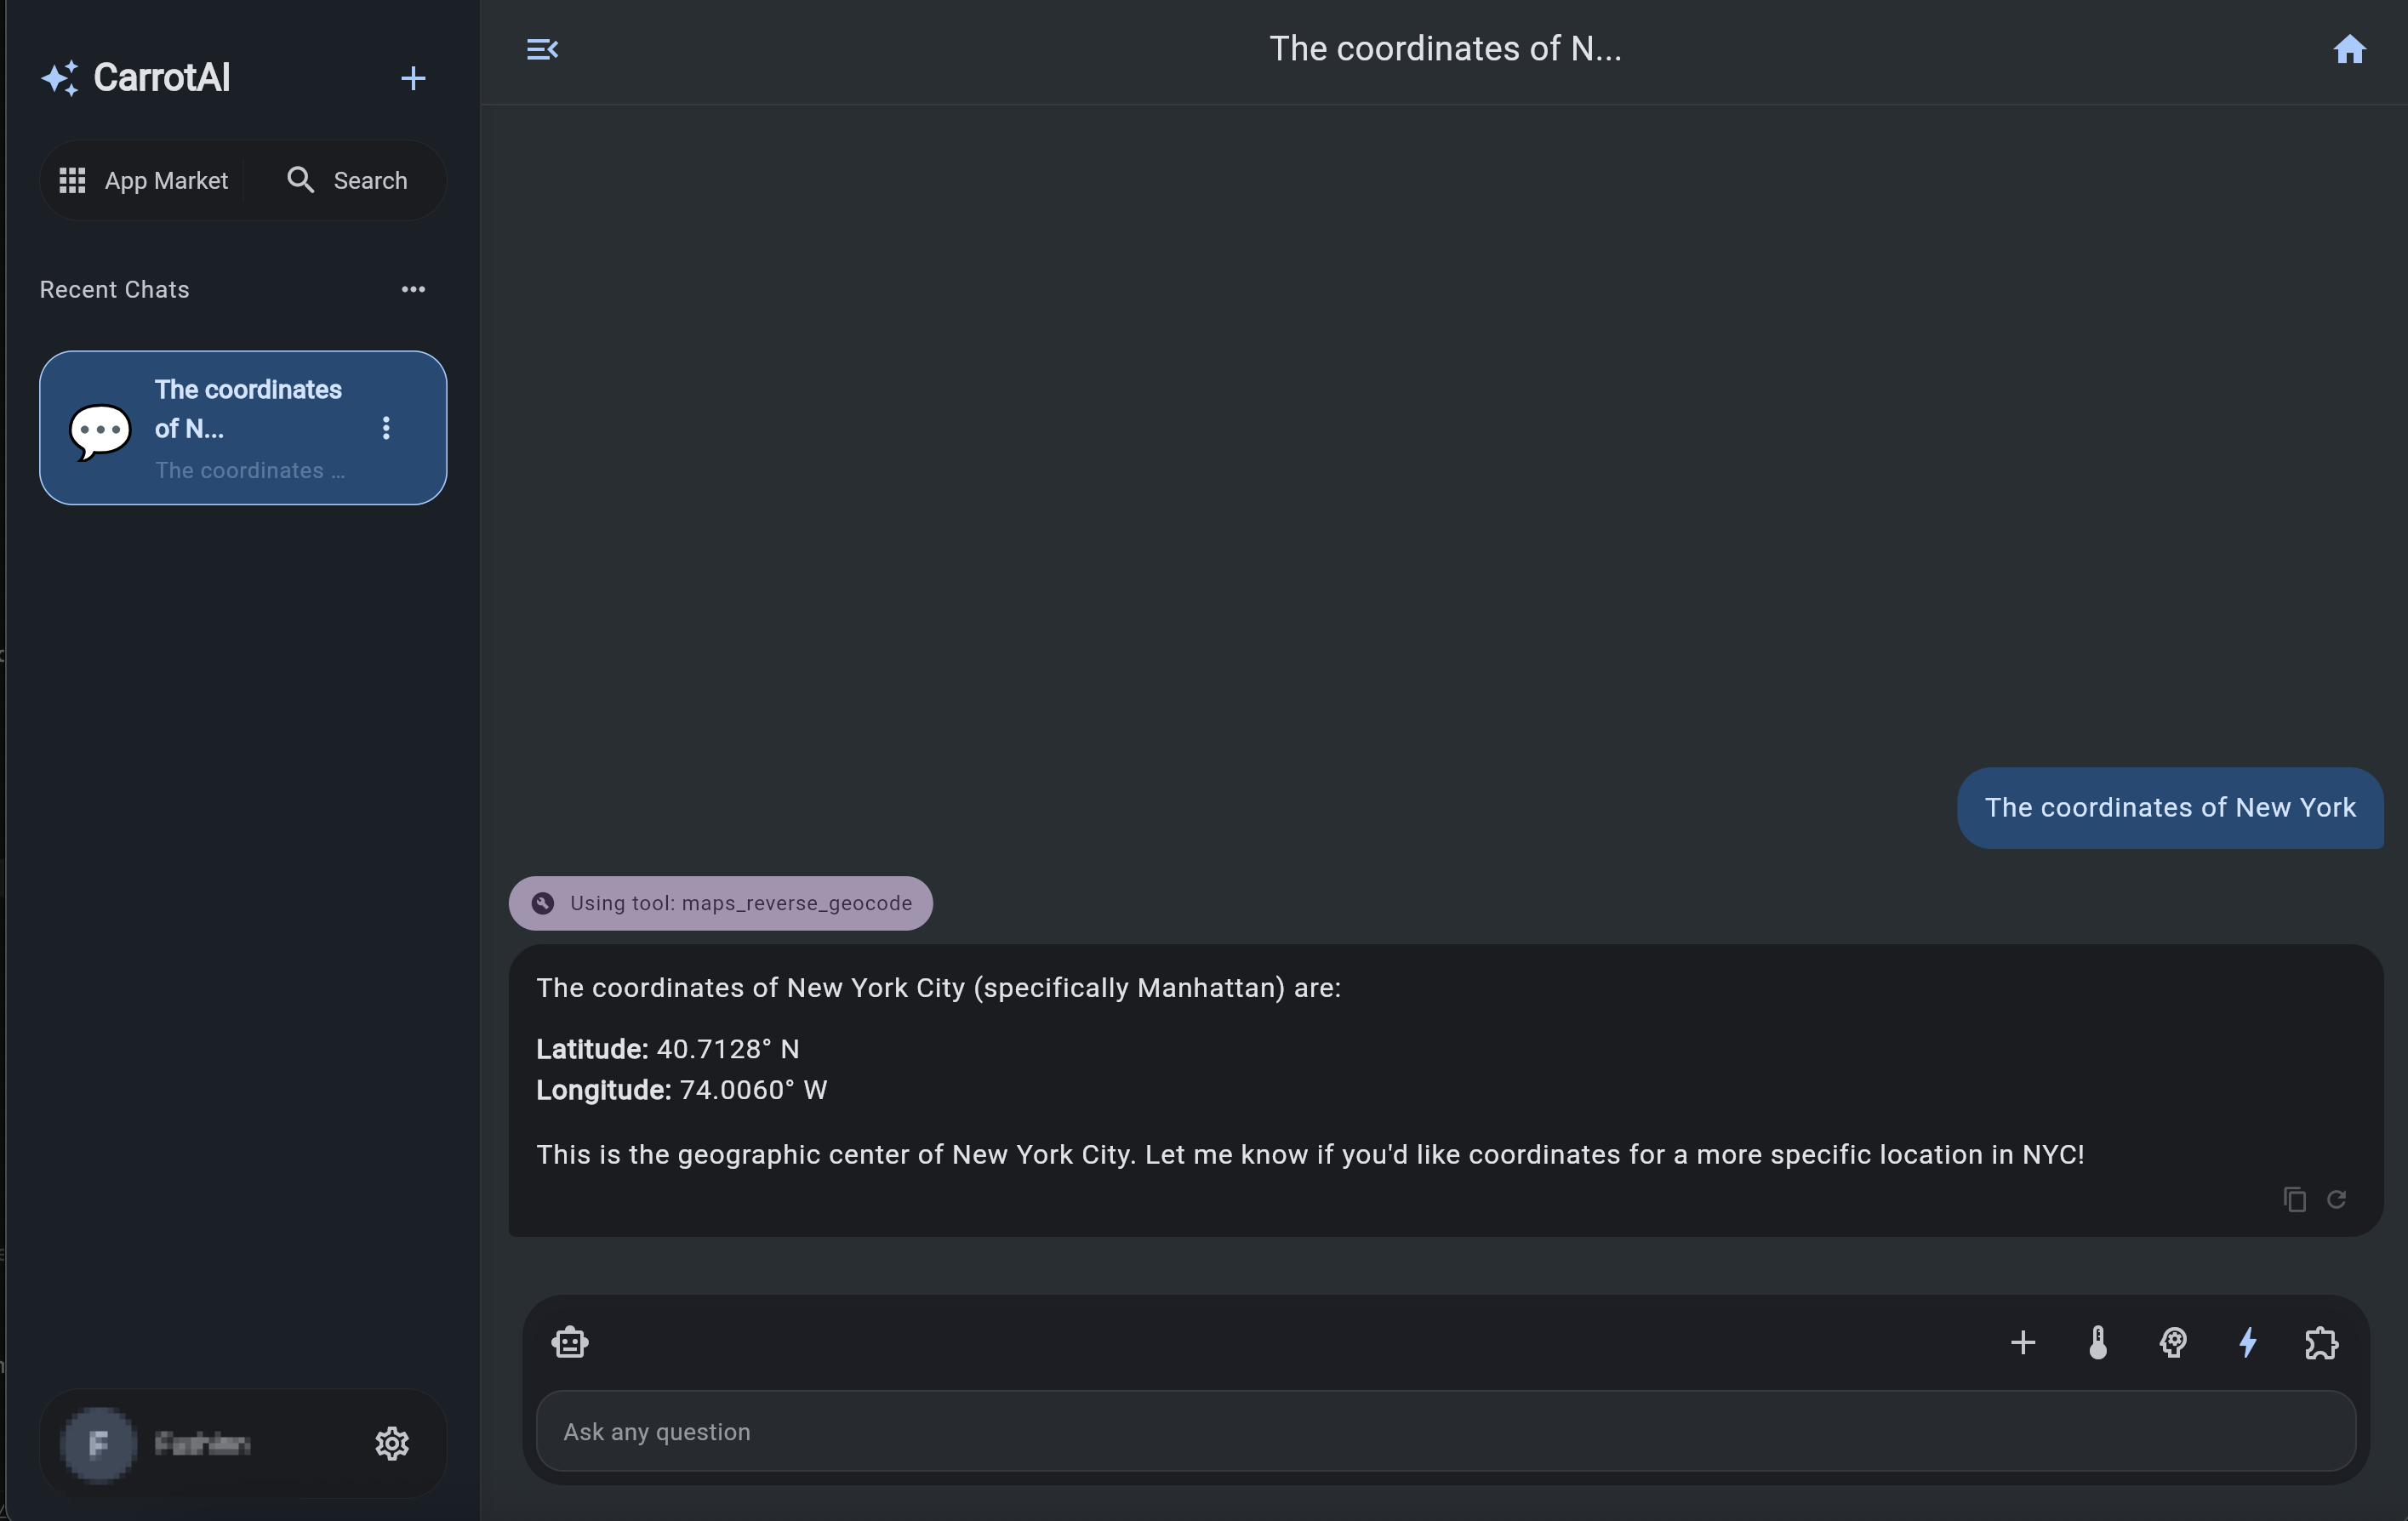 CarrotAI
App Market
Search
Recent Chats
The coordinates
of N...
The coordinates ...
The coordinates of N...
The coordinates of New York
Using tool: maps_reverse_geocode
The coordinates of New York City (specifically Manhattan) are:
Latitude: 40.7128° N
Longitude: 74.0060° W
This is the geographic center of New York City. Let me know if you'd like coordinates for a more specific location in NYC!
Ask any question
F